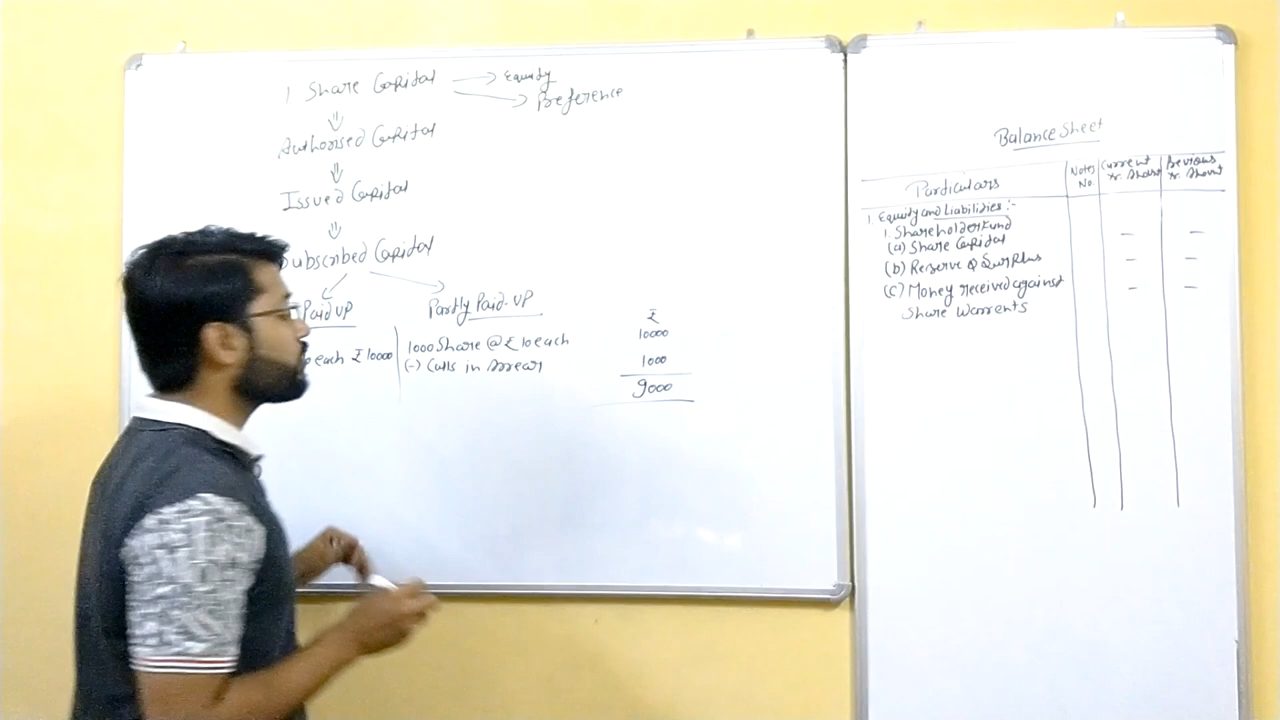 1 Share Capital → Equity
→ Preference
⇓
Authorised Capital
⇓
Issued Capital
⇓
Subscribed Capital
Paid up
Partly Paid-up
each ₹ 10000
1000 Share @ ₹ 10 each
(-) Calls in Arrear
₹
10000
1000
9000
Balance Sheet
Particulars
Notes No.
Current Yr. Amount
Previous Yr. Amount
1 Equity and Liabilities :-
1. Shareholder Fund
(a) Share Capital – –
(b) Reserve & Surplus – –
(c) Money received against – –
Share Warrents